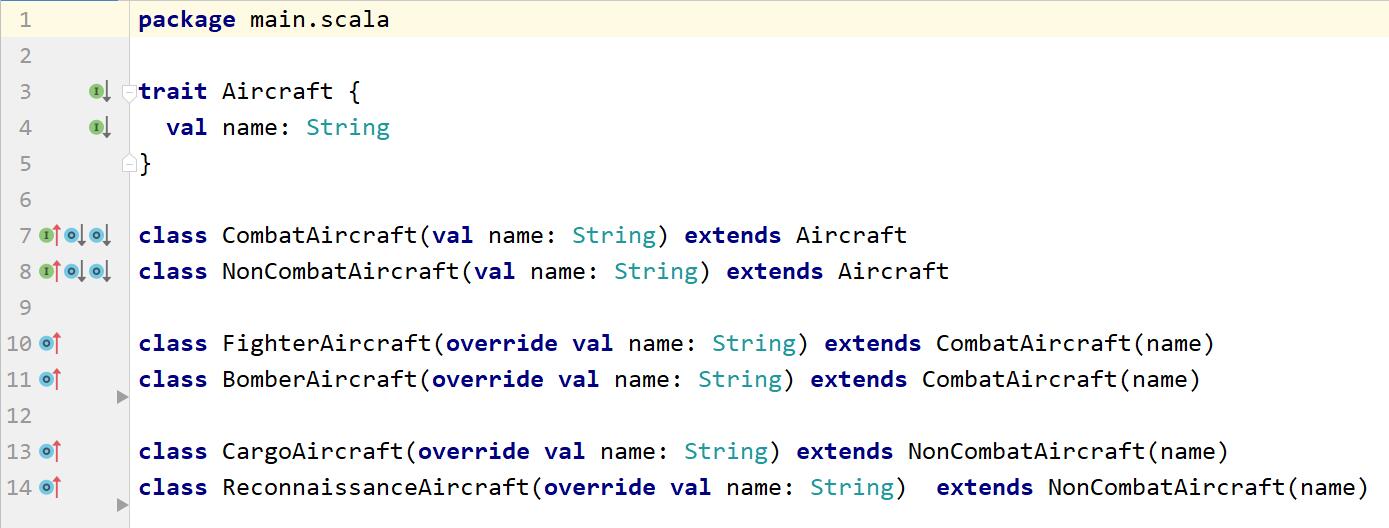 1 package main.scala
2
3 trait Aircraft {
4   val name: String
5 }
6
7 class CombatAircraft(val name: String) extends Aircraft
8 class NonCombatAircraft(val name: String) extends Aircraft
9
10 class FighterAircraft(override val name: String) extends CombatAircraft(name)
11 class BomberAircraft(override val name: String) extends CombatAircraft(name)
12
13 class CargoAircraft(override val name: String) extends NonCombatAircraft(name)
14 class ReconnaissanceAircraft(override val name: String)  extends NonCombatAircraft(name)